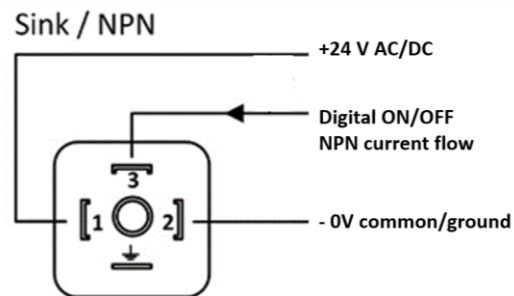 Sink / NPN
+24 V AC/DC
Digital ON/OFF
NPN current flow
3
1
2
- 0V common/ground